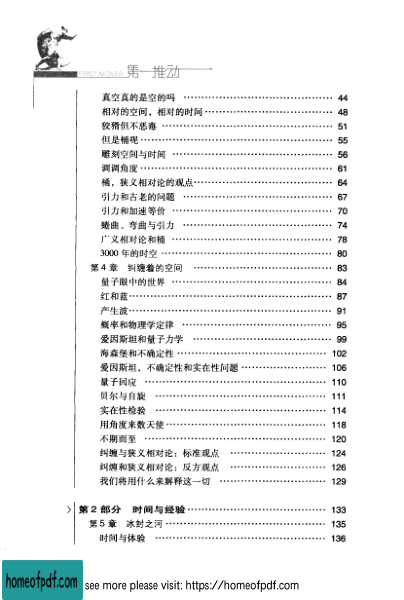 FIRST MOVER 第一推动
真空真的是空的吗 44
相对的空间，相对的时间 48
狡猾但不恶毒 51
但是桶呢 55
雕刻空间与时间 56
调调角度 61
桶，狭义相对论的观点 64
引力和古老的问题 67
引力和加速等价 70
蜷曲、弯曲与引力 74
广义相对论和桶 78
3000 年的时空 80
第 4 章 纠缠着的空间 83
量子眼中的世界 84
红和蓝 87
产生波 91
概率和物理学定律 95
爱因斯坦和量子力学 99
海森堡和不确定性 102
爱因斯坦，不确定性和实在性问题 106
量子回应 110
贝尔与自旋 111
实在性检验 114
用角度来数天使 118
不期而至 120
纠缠与狭义相对论：标准观点 124
纠缠和狭义相对论：反方观点 126
我们将用什么来解释这一切 129
第 2 部分 时间与经验 133
第 5 章 冰封之河 135
时间与体验 136
homeofpdf.com see more please visit: https://homeofpdf.com